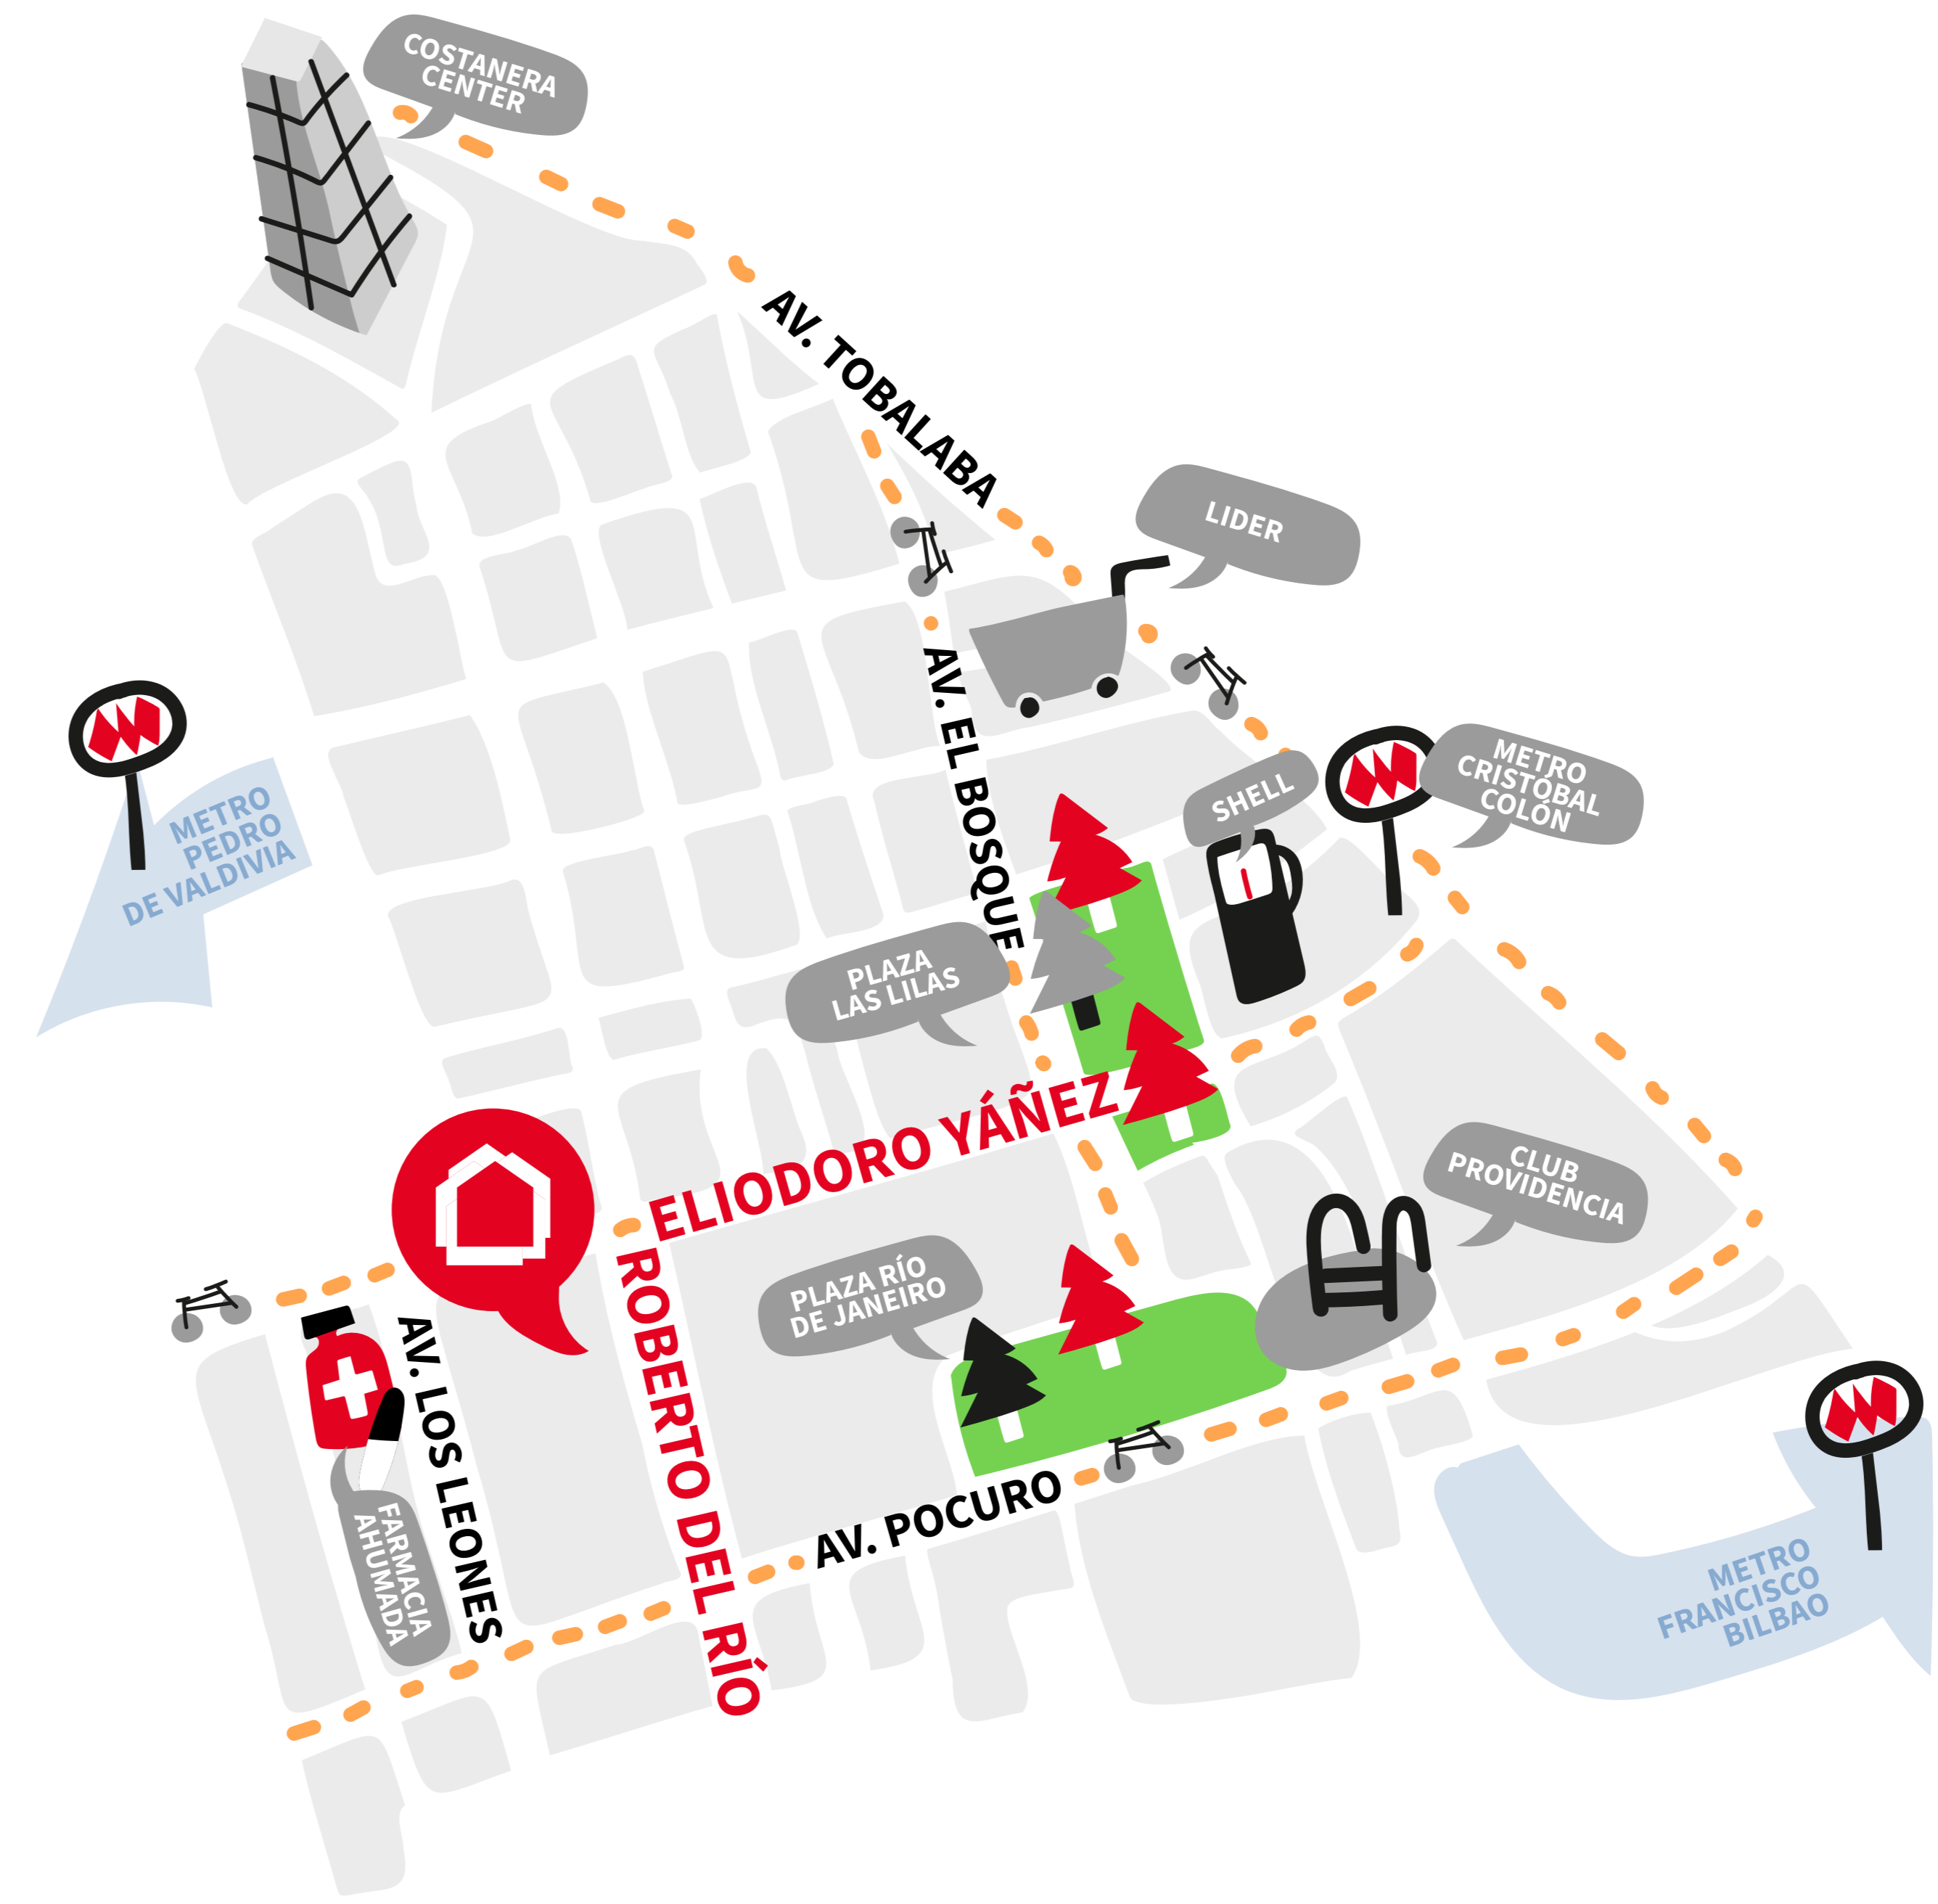 COSTANERA
CENTER
AV. TOBALABA
LIDER
METRO
CRISTÓBAL
COLÓN
SHELL
METRO
PEDRO
DE VALDIVIA
AV. EL BOSQUE
PLAZA
LAS LILAS
ELIODORO YÁÑEZ
CLUB
PROVIDENCIA
PLAZA RÍO
DE JANEIRO
ROBERTO DEL RÍO
AV. LOS LEONES
FARMACIA
AHUMADA
AV. POCURO
METRO
FRANCISCO
BILBAO